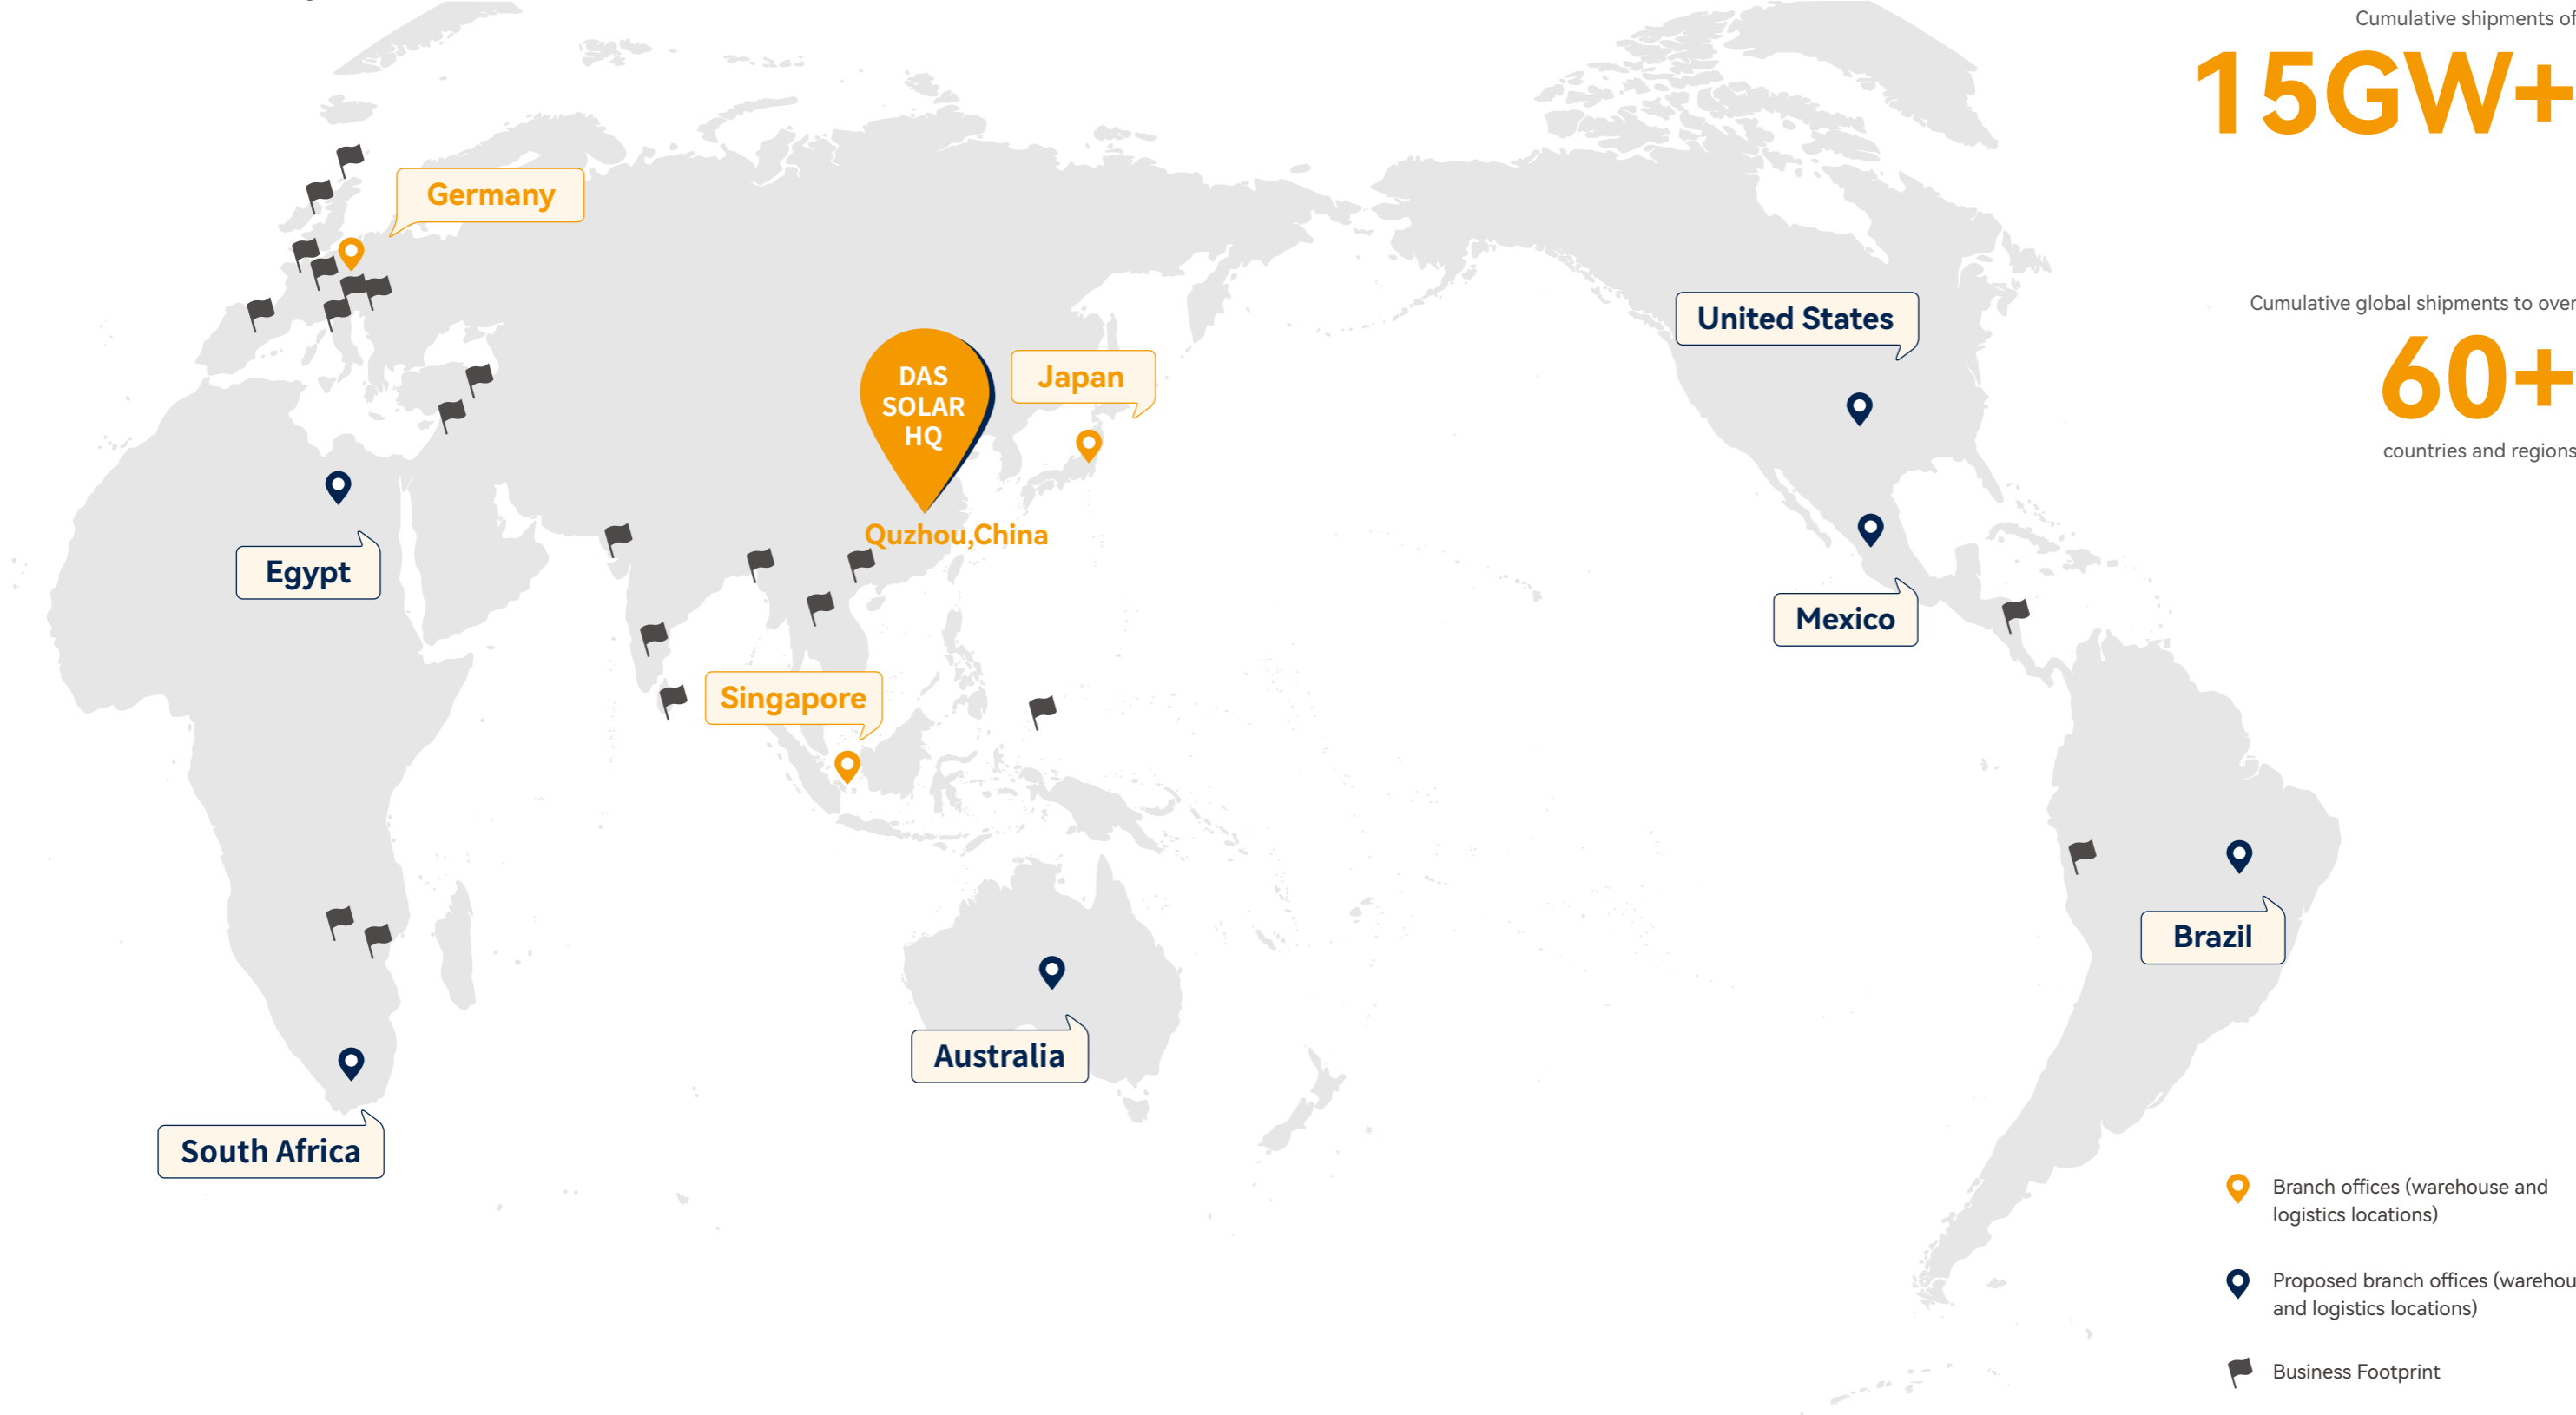 Cumulative shipments of
15GW+
Germany
Cumulative global shipments to over
60+
countries and regions
United States
DAS
SOLAR
HQ
Japan
Quzhou,China
Egypt
Mexico
Singapore
Brazil
Australia
South Africa
Branch offices (warehouse and
logistics locations)
Proposed branch offices (warehou
and logistics locations)
Business Footprint